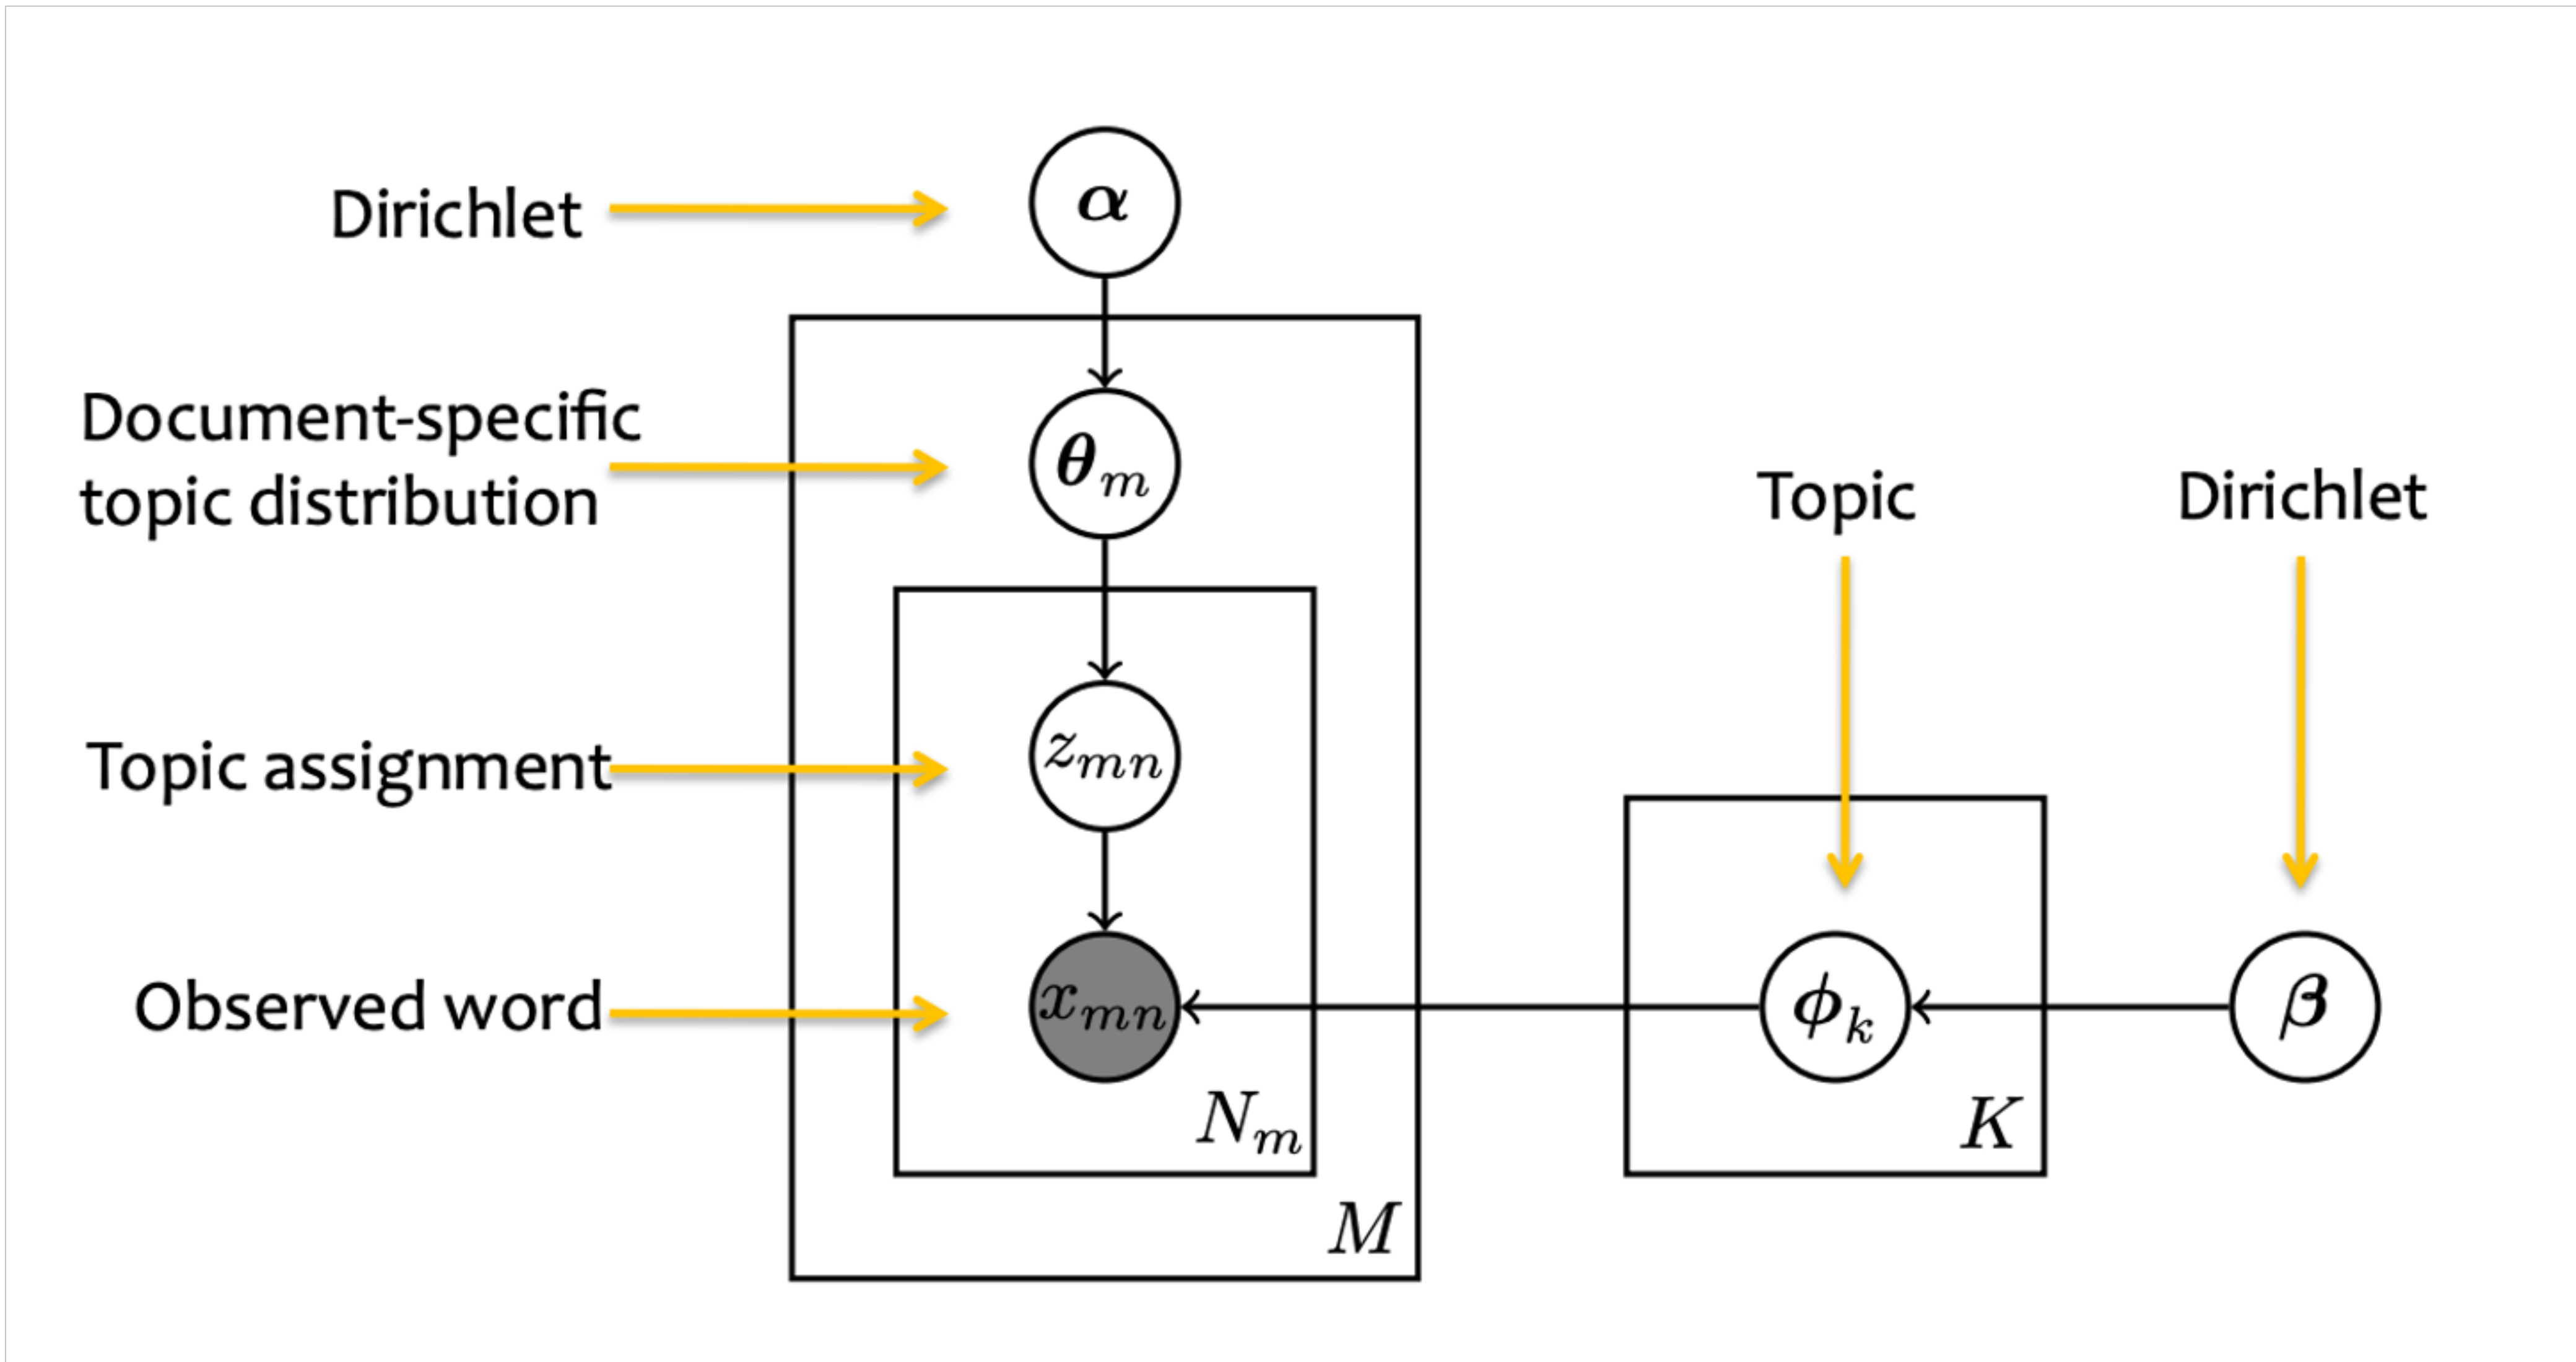 Dirichlet
α
Document-specific
topic distribution
θₘ
Topic
Dirichlet
Topic assignment
zₘₙ
Observed word
xₘₙ
ϕₖ
β
Nₘ
K
M